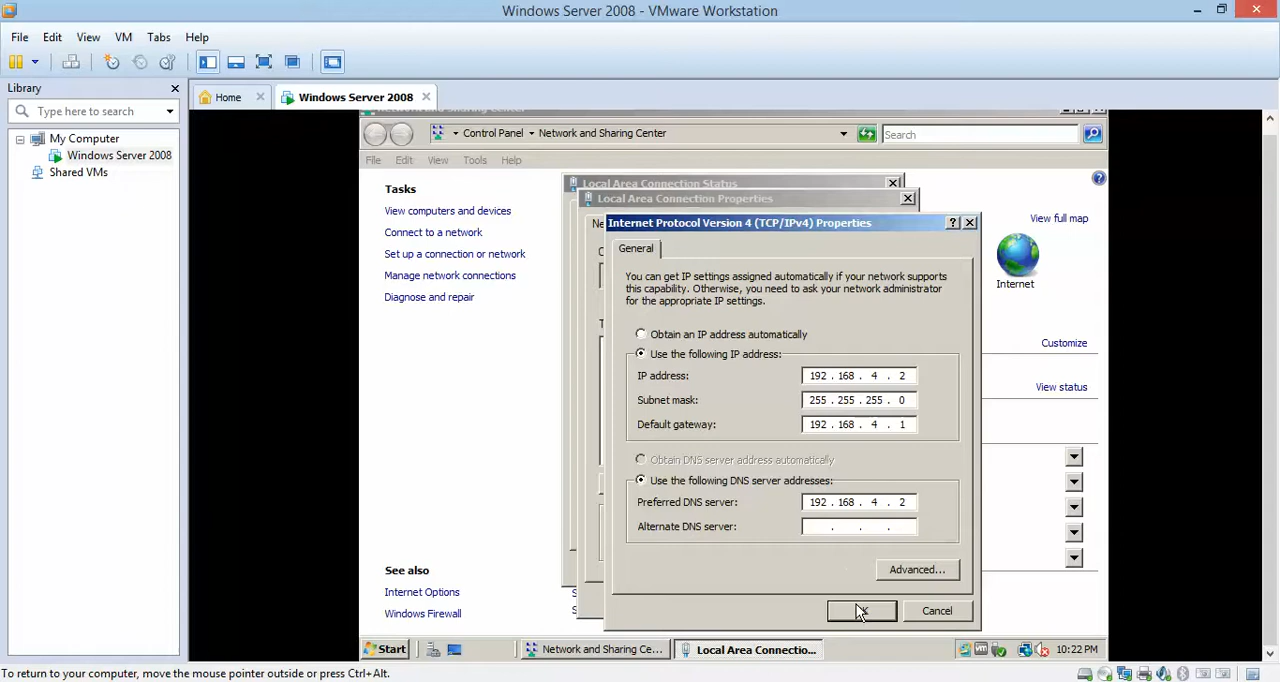 Windows Server 2008 - VMware Workstation
File Edit View VM Tabs Help
Library
Home
Windows Server 2008
Type here to search
My Computer
Windows Server 2008
Shared VMs
Control Panel Network and Sharing Center
Search
File Edit View Tools Help
Tasks
View computers and devices
Connect to a network
Set up a connection or network
Manage network connections
Diagnose and repair
See also
Internet Options
Windows Firewall
Local Area Connection Status
Local Area Connection Properties
Internet Protocol Version 4 (TCP/IPv4) Properties
General
You can get IP settings assigned automatically if your network supports
this capability. Otherwise, you need to ask your network administrator
for the appropriate IP settings.
Obtain an IP address automatically
Use the following IP address:
IP address: 192 . 168 . 4 . 2
Subnet mask: 255 . 255 . 255 . 0
Default gateway: 192 . 168 . 4 . 1
Obtain DNS server address automatically
Use the following DNS server addresses:
Preferred DNS server: 192 . 168 . 4 . 2
Alternate DNS server: . . .
Advanced...
Cancel
View full map
Internet
Customize
View status
Start
Network and Sharing Ce...
Local Area Connectio...
10:22 PM
To return to your computer, move the mouse pointer outside or press Ctrl+Alt.